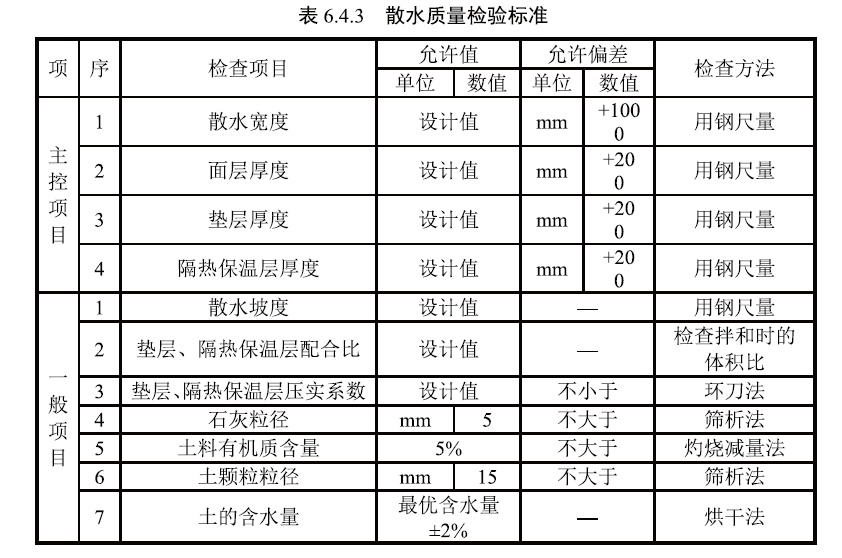 表 6.4.3 散水质量检验标准
项 序 检查项目 允许值 允许偏差 检查方法
单位 数值 单位 数值
主控项目
1 散水宽度 设计值 mm +100 0 用钢尺量
2 面层厚度 设计值 mm +20 0 用钢尺量
3 垫层厚度 设计值 mm +20 0 用钢尺量
4 隔热保温层厚度 设计值 mm +20 0 用钢尺量
一般项目
1 散水坡度 设计值 — 用钢尺量
2 垫层、隔热保温层配合比 设计值 — 检查拌和时的体积比
3 垫层、隔热保温层压实系数 设计值 不小于 环刀法
4 石灰粒径 mm 5 不大于 筛析法
5 土料有机质含量 5% 不大于 灼烧减量法
6 土颗粒粒径 mm 15 不大于 筛析法
7 土的含水量 最优含水量±2% — 烘干法